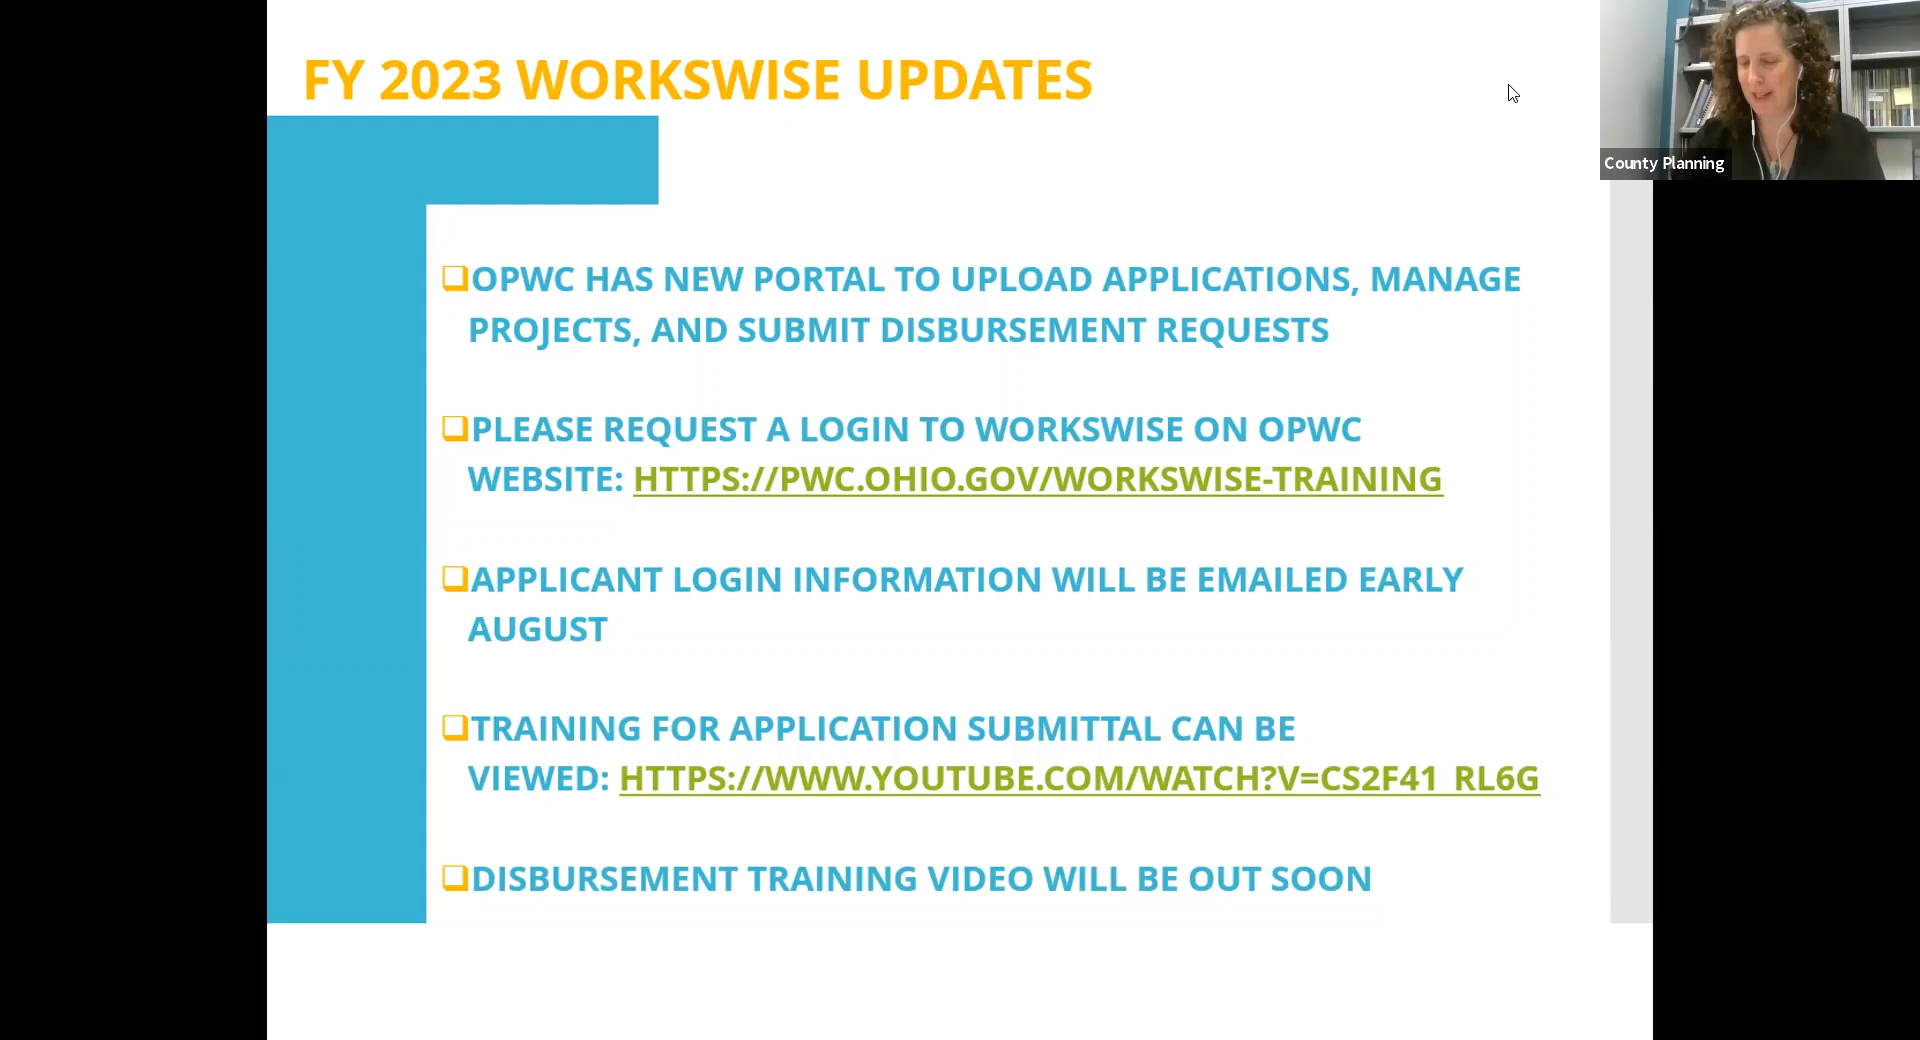 FY 2023 WORKSWISE UPDATES
County Planning
OPWC HAS NEW PORTAL TO UPLOAD APPLICATIONS, MANAGE
PROJECTS, AND SUBMIT DISBURSEMENT REQUESTS
PLEASE REQUEST A LOGIN TO WORKSWISE ON OPWC
WEBSITE: HTTPS://PWC.OHIO.GOV/WORKSWISE-TRAINING
APPLICANT LOGIN INFORMATION WILL BE EMAILED EARLY
AUGUST
TRAINING FOR APPLICATION SUBMITTAL CAN BE
VIEWED: HTTPS://WWW.YOUTUBE.COM/WATCH?V=CS2F41_RL6G
DISBURSEMENT TRAINING VIDEO WILL BE OUT SOON